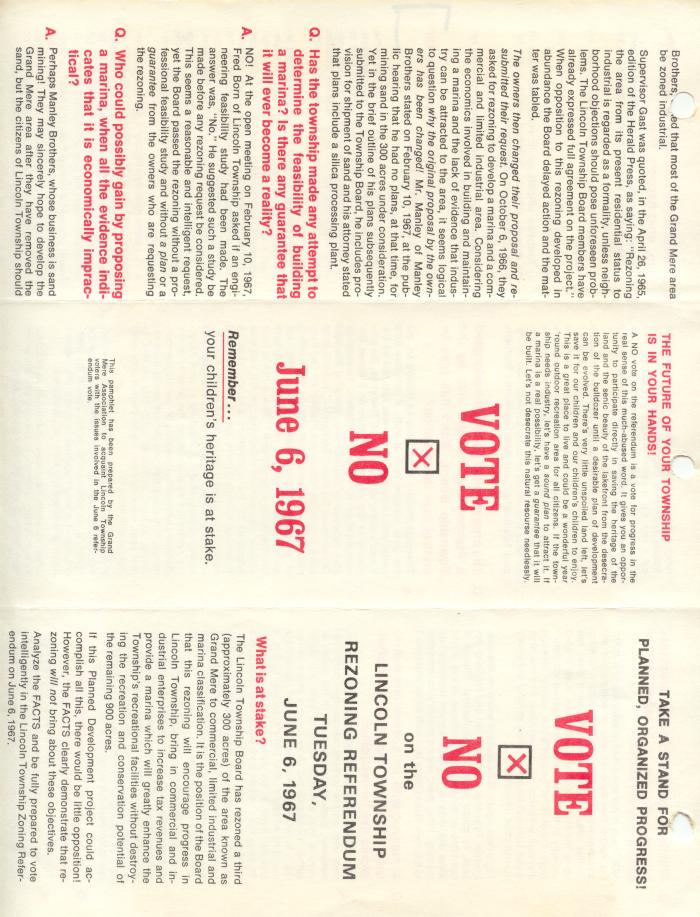 Brothers, ed that most of the Grand Mere area
be zoned industrial.
Supervisor Gast was quoted, in the April 26, 1965,
edition of the Herald Press, as saying "Rezoning
the area from its present residential status to
industrial is regarded as a formality, unless neigh-
borhood objections should pose unforeseen prob-
lems. The Lincoln Township Board members have
already expressed full agreement on the project."
When opposition to this rezoning developed in
abundance, the Board delayed action and the mat-
ter was tabled.
The owners then changed their proposal and re-
submitted their request. On October 8, 1966, they
asked for rezoning to develop a marina and a com-
mercial and limited industrial area. Considering
the economics involved in building and maintain-
ing a marina and the lack of evidence that indus-
try can be attracted to the area, it seems logical
to question why the original proposal by the own-
ers has been changed! Mr. Manley of Manley
Brothers stated on February 10, 1967, at the pub-
lic hearing that he had no plans, at that time, for
mining sand in the 300 acres under consideration.
Yet in the brief outline of his plans subsequently
submitted to the Township Board, he includes pro-
vision for shipment of sand and his attorney stated
that plans include a silica processing plant.
Q. Has the township made any attempt to
determine the feasibility of building
a marina? Is there any guarantee that
it will ever become a reality?
A. NO! At the open meeting on February 10, 1967,
Fred Born of Lincoln Township asked if an engi-
neering feasibility study had been made. The
answer was "No." He suggested such a study be
made before any rezoning request be considered.
This seems a reasonable and intelligent request,
yet the Board passed the rezoning without a pro-
fessional feasibility study and without a plan or a
guarantee from the owners who are requesting
the rezoning.
Q. Who could possibly gain by proposing
a marina, when all the evidence indi-
cates that it is economically imprac-
tical?
A. Perhaps Manley Brothers, whose business is sand
mining! They may sincerely hope to develop the
Grand Mere area after they have removed the
sand, but the citizens of Lincoln Township should
THE FUTURE OF YOUR TOWNSHIP
IS IN YOUR HANDS!
A NO vote on the referendum is a vote for progress in the
real sense of this much-abused word. It gives you an oppor-
tunity to participate directly in saving the heritage of the
land and the senic beauty of the lakefront from the desecra-
tion of the bulldozer until a desirable plan of development
can be evolved. There's very little unspoiled land left, let's
save it for our children and our children's children to enjoy.
This is a great place to live and could be a wonderful year
'round outdoor recreation area for all citizens. If the town-
ship needs industry, let's have a sound plan to attract it. If
a marina is a real possibility, let's get a guarantee that it will
be built. Let's not desecrate this natural resourse needlessly.
VOTE
X
NO
June 6, 1967
Remember...
your children's heritage is at stake.
This pamphlet has been prepared by the Grand
Mere Association to acquaint Lincoln Township
voters with the issues involved in the June 6 refer-
endum vote.
TAKE A STAND FOR
PLANNED, ORGANIZED PROGRESS!
VOTE
X
NO
on the
LINCOLN TOWNSHIP
REZONING REFERENDUM
TUESDAY,
JUNE 6, 1967
What is at stake?
The Lincoln Township Board has rezoned a third
(approximately 300 acres) of the area known as
Grand Mere to commercial, limited industrial and
marina classification. It is the position of the Board
that this rezoning will encourage progress in
Lincoln Township, bring in commercial and in-
dustrial enterprises to increase tax revenues and
provide a marina which will greatly enhance the
Township's recreational facilities without destroy-
ing the recreation and conservation potential of
the remaining 900 acres.
If this Planned Development project could ac-
complish all this, there would be little opposition!
However, the FACTS clearly demonstrate that re-
zoning will not bring about these objectives.
Analyze the FACTS and be fully prepared to vote
intelligently in the Lincoln Township Zoning Refer-
endum on June 6, 1967.